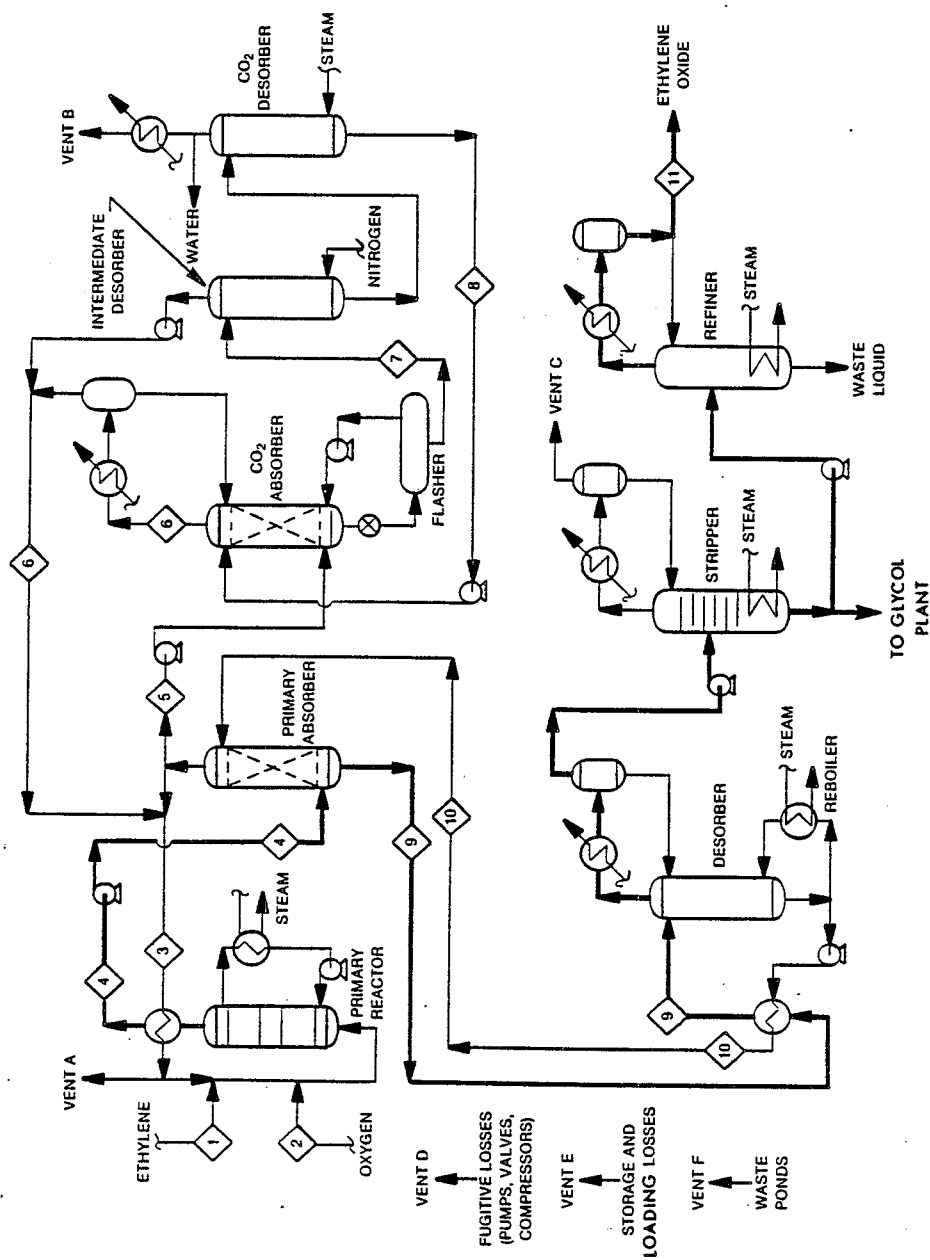 VENT A
ETHYLENE
1
2
OXYGEN
3
4
4
STEAM
PRIMARY
REACTOR
5
6
PRIMARY
ABSORBER
10
9
6
CO2
ABSORBER
FLASHER
7
INTERMEDIATE
DESORBER
NITROGEN
WATER
VENT B
CO2
DESORBER
STEAM
8
VENT D
FUGITIVE LOSSES
(PUMPS, VALVES,
COMPRESSORS)
VENT E
STORAGE AND
LOADING LOSSES
VENT F
WASTE
PONDS
10
9
DESORBER
STEAM
REBOILER
STRIPPER
STEAM
VENT C
TO GLYCOL
PLANT
REFINER
STEAM
WASTE
LIQUID
11
ETHYLENE
OXIDE